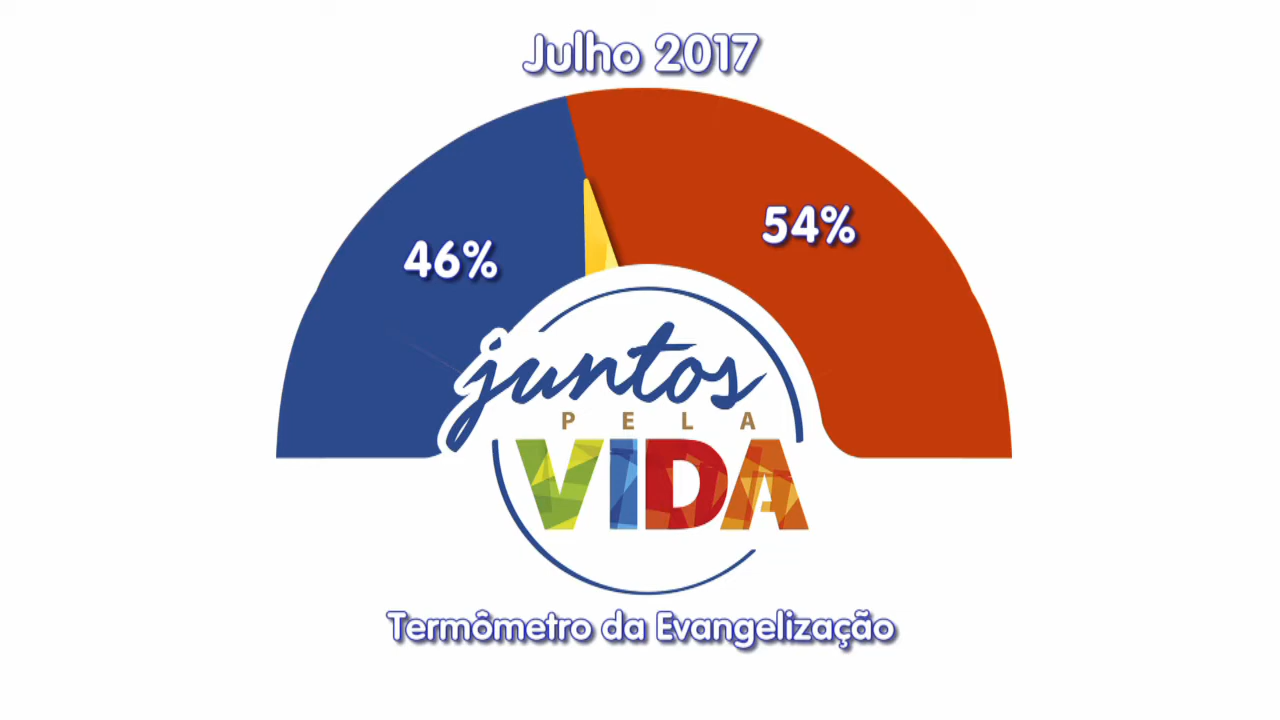 Julho 2017
54%
46%
juntos
PELA
VIDA
Termômetro da Evangelização